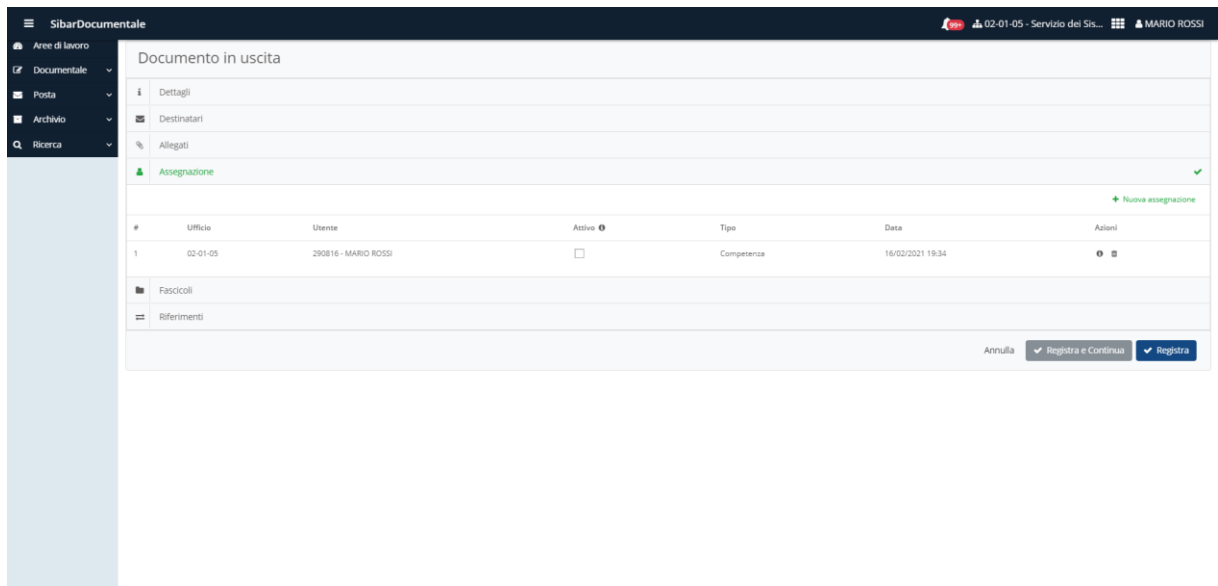 SibarDocumentale
99+ 02-01-05 - Servizio dei Sis... MARIO ROSSI
Aree di lavoro
Documentale
Posta
Archivio
Ricerca
Documento in uscita
Dettagli
Destinatari
Allegati
Assegnazione
+ Nuova assegnazione
# Ufficio Utente Attivo Tipo Data Azioni
1 02-01-05 290816 - MARIO ROSSI Competenza 16/02/2021 19:34
Fascicoli
Riferimenti
Annulla Registra e Continua Registra